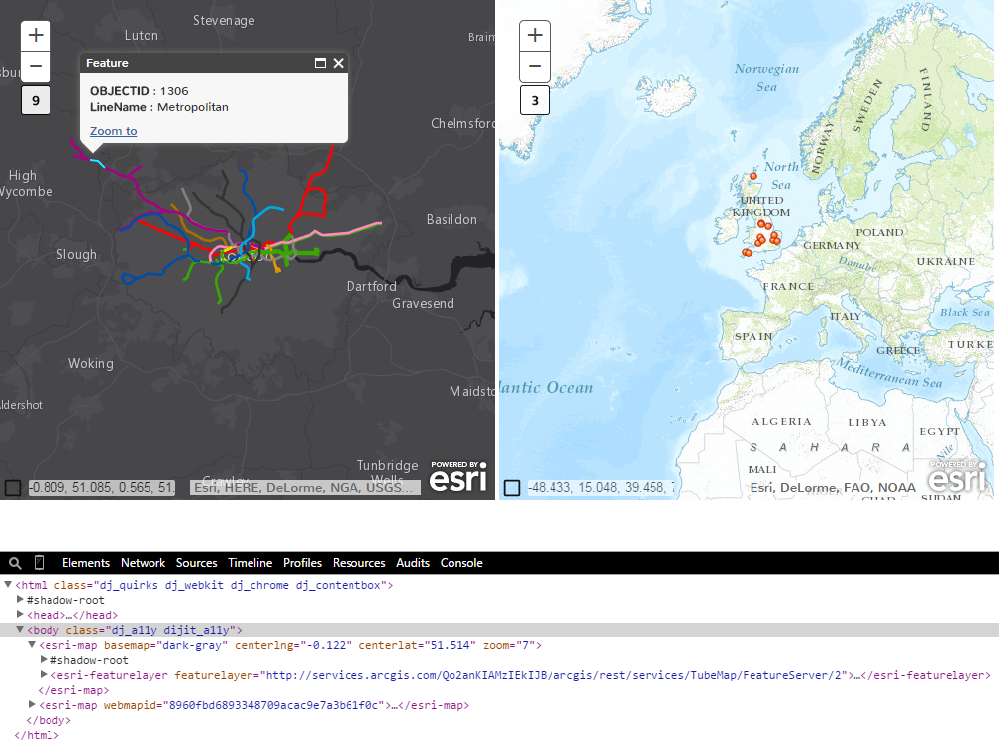 Stevenage
Lutcn
Brain
+
−
9
Feature
OBJECTID : 1306
LineName : Metropolitan
Zoom to
Chelmsford
High
Wycombe
Basildon
Slough
Dartford
Gravesend
Woking
Maidsto
Aldershot
Tunbridge
Wells
Crawley
POWERED BY
esri
-0.809, 51.085, 0.565, 51.
Esri, HERE, DeLorme, NGA, USGS...
+
−
3
Norwegian
Sea
SWEDEN
FINLAND
NORWAY
North
Sea
UNITED
KINGDOM
POLAND
GERMANY
UKRAINE
Danube
FRANCE
Black Sea
ITALY
SPAIN
GREECE
TURKE
Mediterranean Sea
lantic Ocean
ALGERIA
LIBYA
EGYPT
SAHARA
Nile
MALI
CHAD
SUDAN
POWERED BY
esri
-48.433, 15.048, 39.458, 7
Esri, DeLorme, FAO, NOAA
Elements Network Sources Timeline Profiles Resources Audits Console
<html class="dj_quirks dj_webkit dj_chrome dj_contentbox">
#shadow-root
<head>…</head>
<body class="dj_a11y dijit_a11y">
<esri-map basemap="dark-gray" centerlng="-0.122" centerlat="51.514" zoom="7">
#shadow-root
<esri-featurelayer featurelayer="http://services.arcgis.com/Qo2anKIAMzIEkIJB/arcgis/rest/services/TubeMap/FeatureServer/2">…</esri-featurelayer>
</esri-map>
<esri-map webmapid="8960fbd6893348709acac9e7a3b61f0c">…</esri-map>
</body>
</html>